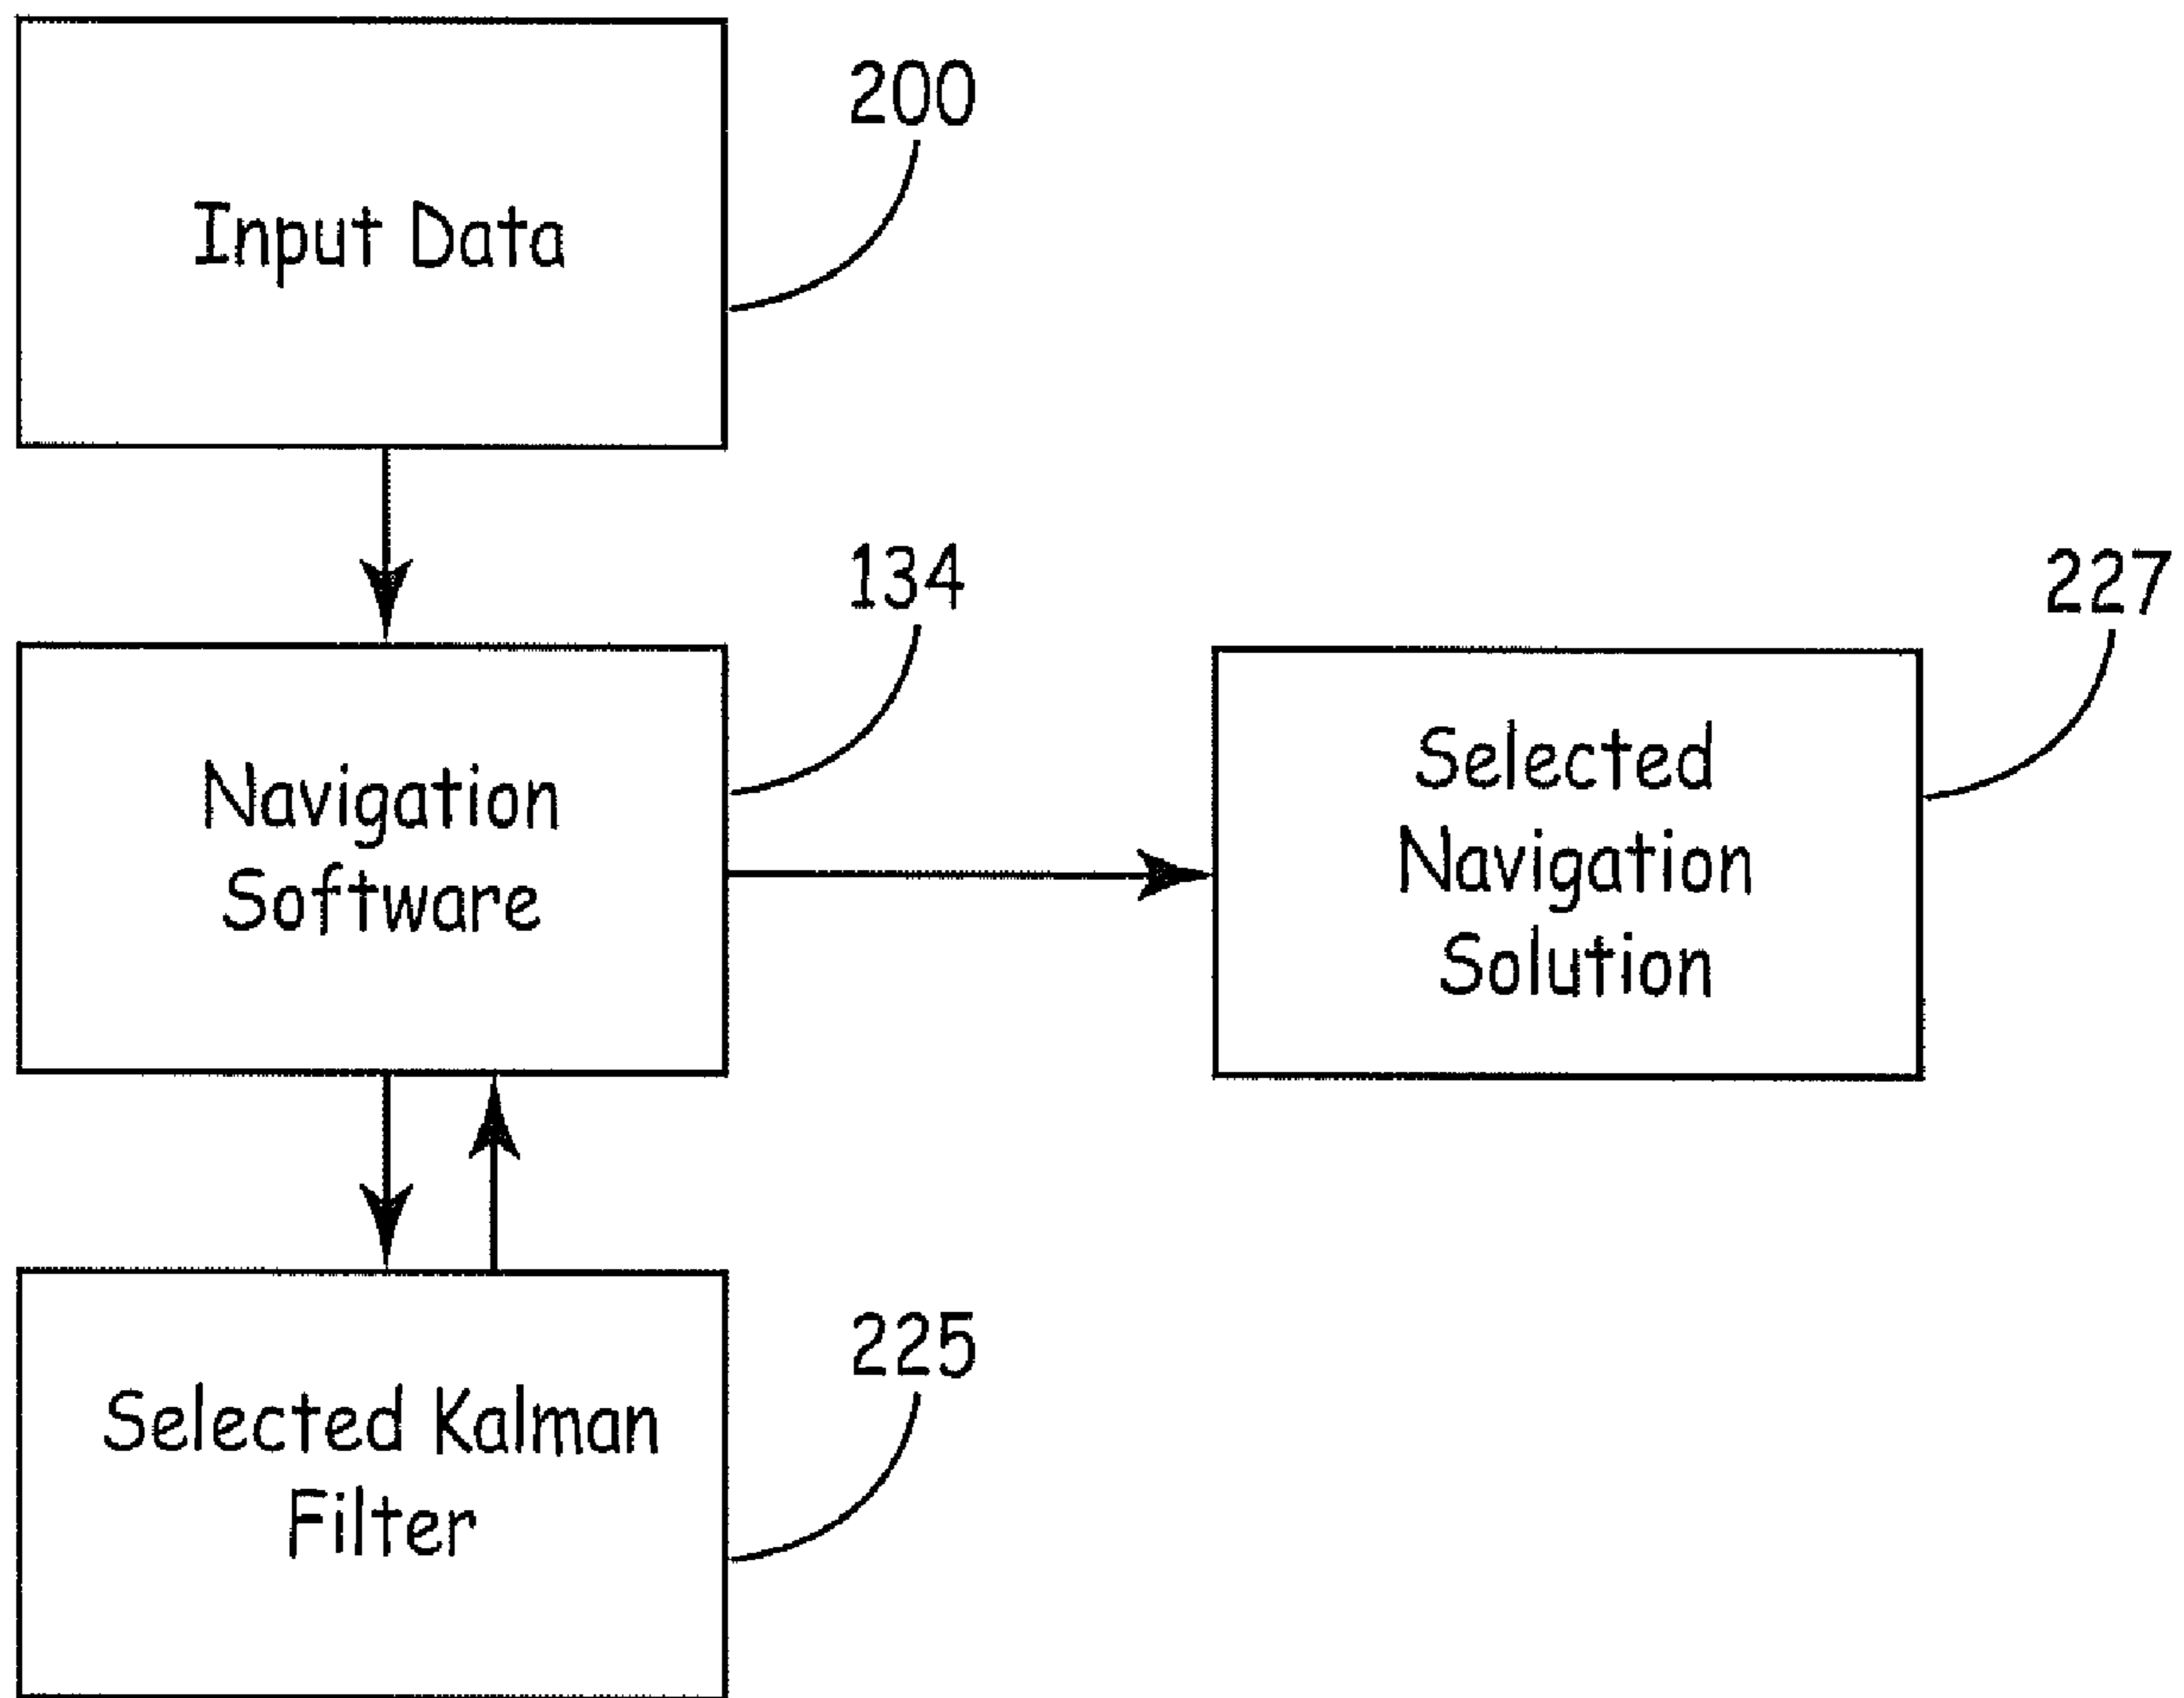 200
Input Data
134
227
Navigation
Software
Selected
Navigation
Solution
225
Selected Kalman
Filter